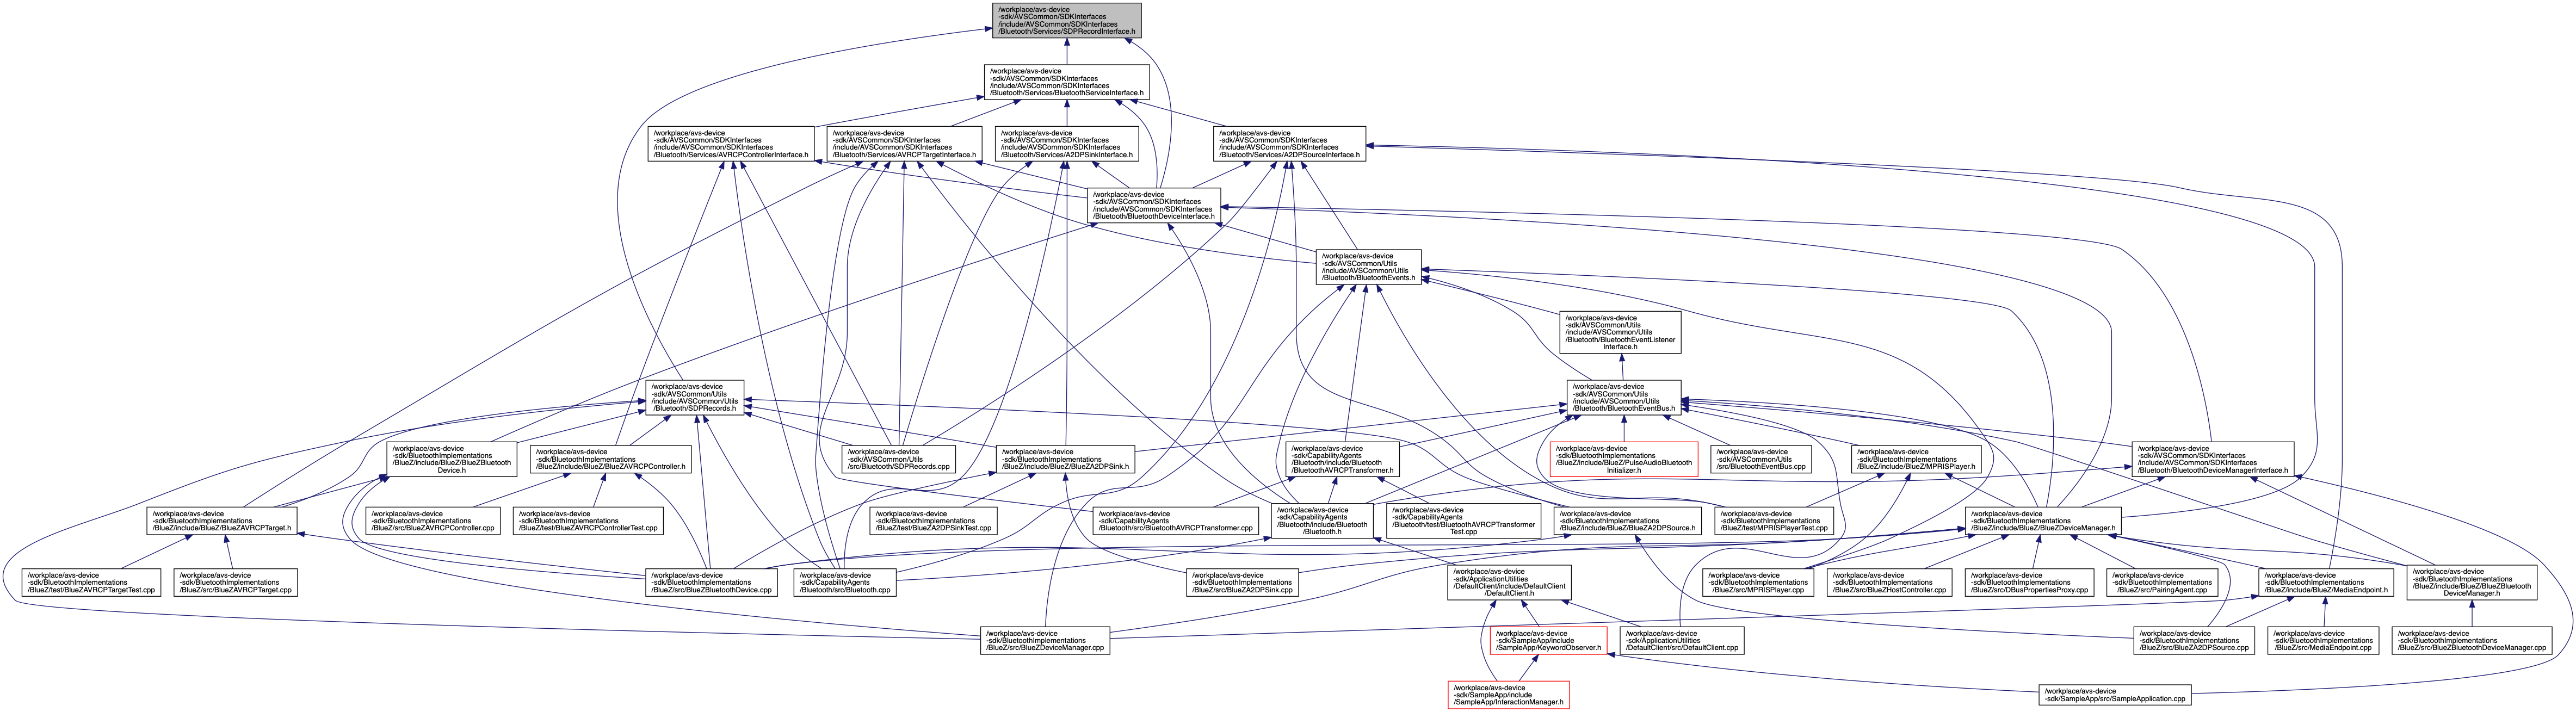 /workplace/avs-device
-sdk/AVSCommon/SDKInterfaces
/include/AVSCommon/SDKInterfaces
/Bluetooth/Services/SDPRecordInterface.h
/workplace/avs-device
-sdk/AVSCommon/SDKInterfaces
/include/AVSCommon/SDKInterfaces
/Bluetooth/Services/BluetoothServiceInterface.h
/workplace/avs-device
-sdk/AVSCommon/SDKInterfaces
/include/AVSCommon/SDKInterfaces
/Bluetooth/Services/AVRCPControllerInterface.h
/workplace/avs-device
-sdk/AVSCommon/SDKInterfaces
/include/AVSCommon/SDKInterfaces
/Bluetooth/Services/AVRCPTargetInterface.h
/workplace/avs-device
-sdk/AVSCommon/SDKInterfaces
/include/AVSCommon/SDKInterfaces
/Bluetooth/Services/A2DPSinkInterface.h
/workplace/avs-device
-sdk/AVSCommon/SDKInterfaces
/include/AVSCommon/SDKInterfaces
/Bluetooth/Services/A2DPSourceInterface.h
/workplace/avs-device
-sdk/AVSCommon/SDKInterfaces
/include/AVSCommon/SDKInterfaces
/Bluetooth/BluetoothDeviceInterface.h
/workplace/avs-device
-sdk/AVSCommon/Utils
/include/AVSCommon/Utils
/Bluetooth/BluetoothEvents.h
/workplace/avs-device
-sdk/AVSCommon/Utils
/include/AVSCommon/Utils
/Bluetooth/BluetoothEventListener
Interface.h
/workplace/avs-device
-sdk/AVSCommon/Utils
/include/AVSCommon/Utils
/Bluetooth/SDPRecords.h
/workplace/avs-device
-sdk/AVSCommon/Utils
/include/AVSCommon/Utils
/Bluetooth/BluetoothEventBus.h
/workplace/avs-device
-sdk/BluetoothImplementations
/BlueZ/include/BlueZ/BlueZBluetooth
Device.h
/workplace/avs-device
-sdk/BluetoothImplementations
/BlueZ/include/BlueZ/BlueZAVRCPController.h
/workplace/avs-device
-sdk/AVSCommon/Utils
/src/Bluetooth/SDPRecords.cpp
/workplace/avs-device
-sdk/BluetoothImplementations
/BlueZ/include/BlueZ/BlueZA2DPSink.h
/workplace/avs-device
-sdk/CapabilityAgents
/Bluetooth/include/Bluetooth
/BluetoothAVRCPTransformer.h
/workplace/avs-device
-sdk/BluetoothImplementations
/BlueZ/include/BlueZ/PulseAudioBluetooth
Initializer.h
/workplace/avs-device
-sdk/AVSCommon/Utils
/src/BluetoothEventBus.cpp
/workplace/avs-device
-sdk/BluetoothImplementations
/BlueZ/include/BlueZ/MPRISPlayer.h
/workplace/avs-device
-sdk/AVSCommon/SDKInterfaces
/include/AVSCommon/SDKInterfaces
/Bluetooth/BluetoothDeviceManagerInterface.h
/workplace/avs-device
-sdk/BluetoothImplementations
/BlueZ/include/BlueZ/BlueZAVRCPTarget.h
/workplace/avs-device
-sdk/BluetoothImplementations
/BlueZ/src/BlueZAVRCPController.cpp
/workplace/avs-device
-sdk/BluetoothImplementations
/BlueZ/test/BlueZAVRCPControllerTest.cpp
/workplace/avs-device
-sdk/BluetoothImplementations
/BlueZ/test/BlueZA2DPSinkTest.cpp
/workplace/avs-device
-sdk/CapabilityAgents
/Bluetooth/src/BluetoothAVRCPTransformer.cpp
/workplace/avs-device
-sdk/CapabilityAgents
/Bluetooth/include/Bluetooth
/Bluetooth.h
/workplace/avs-device
-sdk/CapabilityAgents
/Bluetooth/test/BluetoothAVRCPTransformer
Test.cpp
/workplace/avs-device
-sdk/BluetoothImplementations
/BlueZ/include/BlueZ/BlueZA2DPSource.h
/workplace/avs-device
-sdk/BluetoothImplementations
/BlueZ/test/MPRISPlayerTest.cpp
/workplace/avs-device
-sdk/BluetoothImplementations
/BlueZ/include/BlueZ/BlueZDeviceManager.h
/workplace/avs-device
-sdk/BluetoothImplementations
/BlueZ/test/BlueZAVRCPTargetTest.cpp
/workplace/avs-device
-sdk/BluetoothImplementations
/BlueZ/src/BlueZAVRCPTarget.cpp
/workplace/avs-device
-sdk/BluetoothImplementations
/BlueZ/src/BlueZBluetoothDevice.cpp
/workplace/avs-device
-sdk/CapabilityAgents
/Bluetooth/src/Bluetooth.cpp
/workplace/avs-device
-sdk/BluetoothImplementations
/BlueZ/src/BlueZA2DPSink.cpp
/workplace/avs-device
-sdk/ApplicationUtilities
/DefaultClient/include/DefaultClient
/DefaultClient.h
/workplace/avs-device
-sdk/BluetoothImplementations
/BlueZ/src/MPRISPlayer.cpp
/workplace/avs-device
-sdk/BluetoothImplementations
/BlueZ/src/BlueZHostController.cpp
/workplace/avs-device
-sdk/BluetoothImplementations
/BlueZ/src/DBusPropertiesProxy.cpp
/workplace/avs-device
-sdk/BluetoothImplementations
/BlueZ/src/PairingAgent.cpp
/workplace/avs-device
-sdk/BluetoothImplementations
/BlueZ/include/BlueZ/MediaEndpoint.h
/workplace/avs-device
-sdk/BluetoothImplementations
/BlueZ/include/BlueZ/BlueZBluetooth
DeviceManager.h
/workplace/avs-device
-sdk/BluetoothImplementations
/BlueZ/src/BlueZDeviceManager.cpp
/workplace/avs-device
-sdk/SampleApp/include
/SampleApp/KeywordObserver.h
/workplace/avs-device
-sdk/ApplicationUtilities
/DefaultClient/src/DefaultClient.cpp
/workplace/avs-device
-sdk/BluetoothImplementations
/BlueZ/src/BlueZA2DPSource.cpp
/workplace/avs-device
-sdk/BluetoothImplementations
/BlueZ/src/MediaEndpoint.cpp
/workplace/avs-device
-sdk/BluetoothImplementations
/BlueZ/src/BlueZBluetoothDeviceManager.cpp
/workplace/avs-device
-sdk/SampleApp/include
/SampleApp/InteractionManager.h
/workplace/avs-device
-sdk/SampleApp/src/SampleApplication.cpp